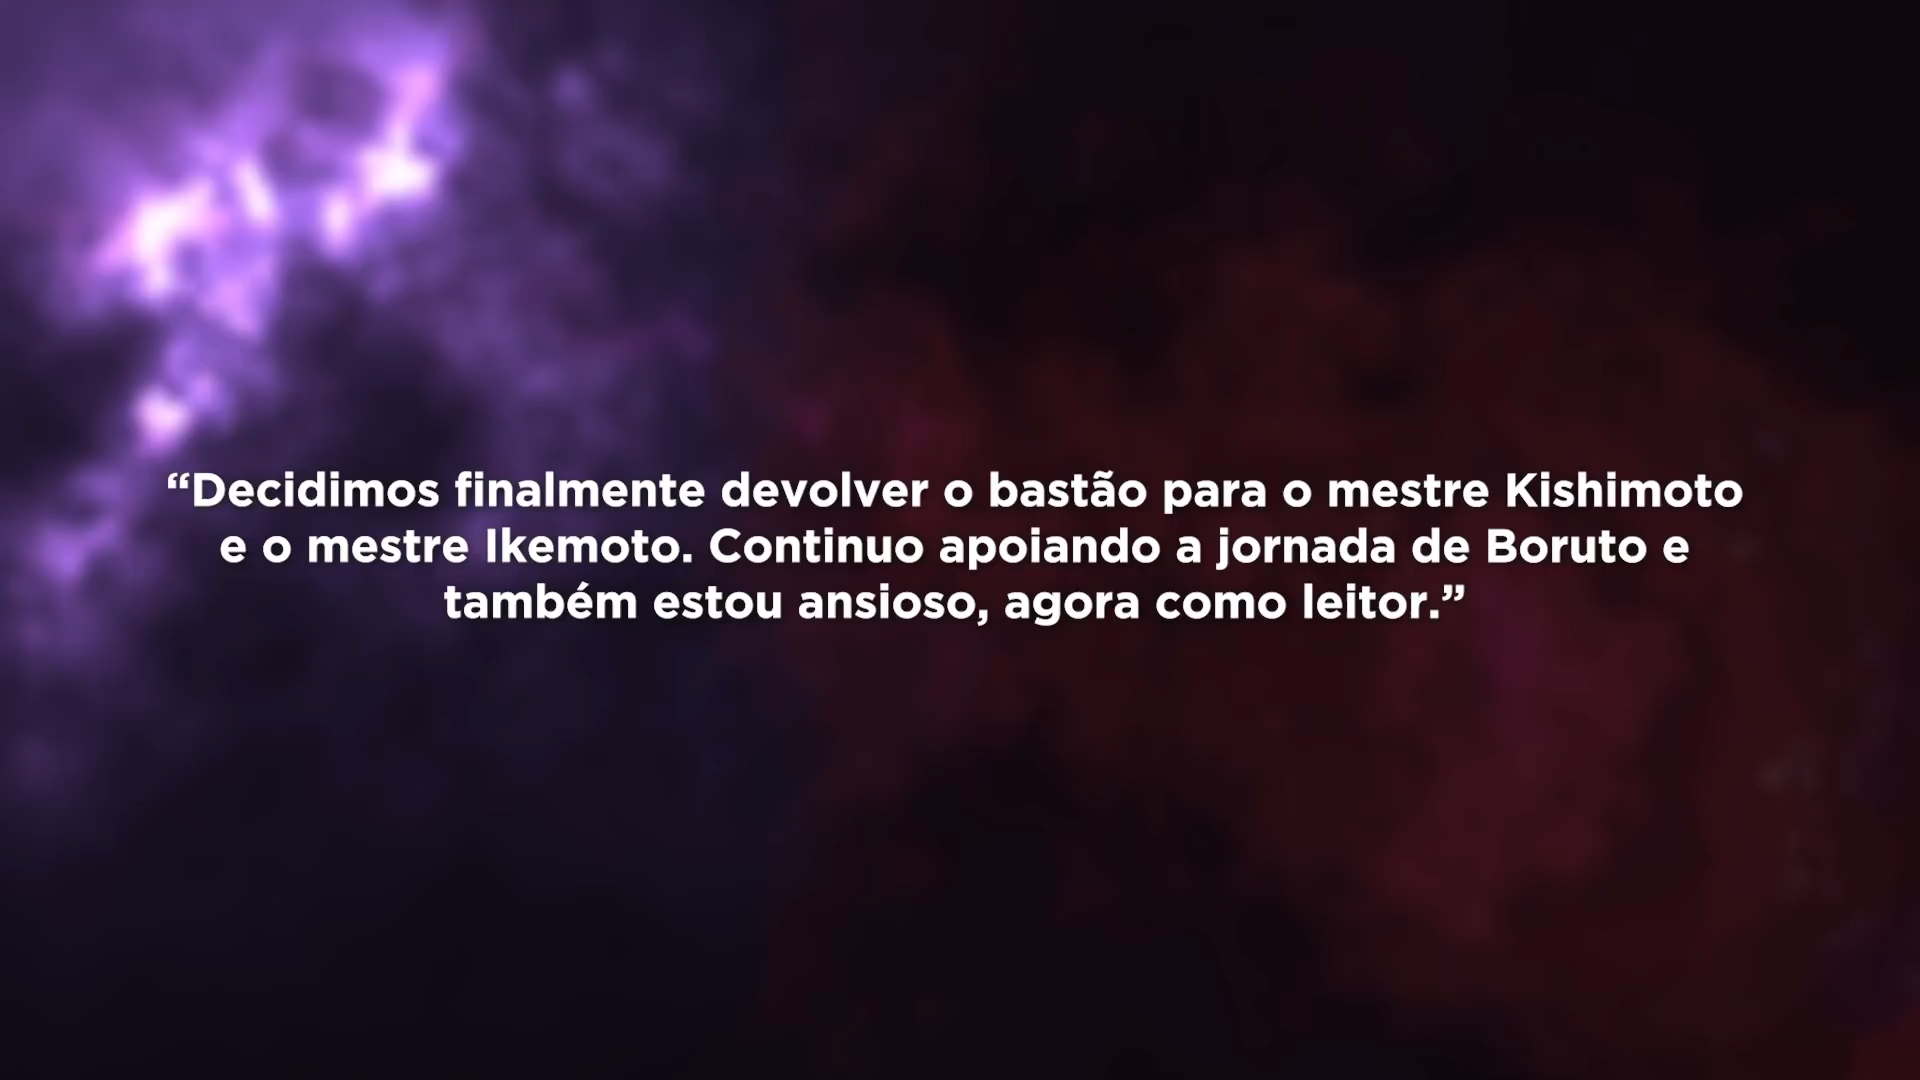 “Decidimos finalmente devolver o bastão para o mestre Kishimoto
e o mestre Ikemoto. Continuo apoiando a jornada de Boruto e
também estou ansioso, agora como leitor.”